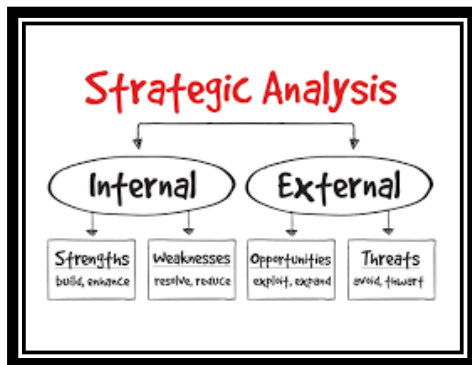 Strategic Analysis
Internal
External
Strengths
build, enhance
Weaknesses
resolve, reduce
Opportunities
exploit, expand
Threats
avoid, thwart